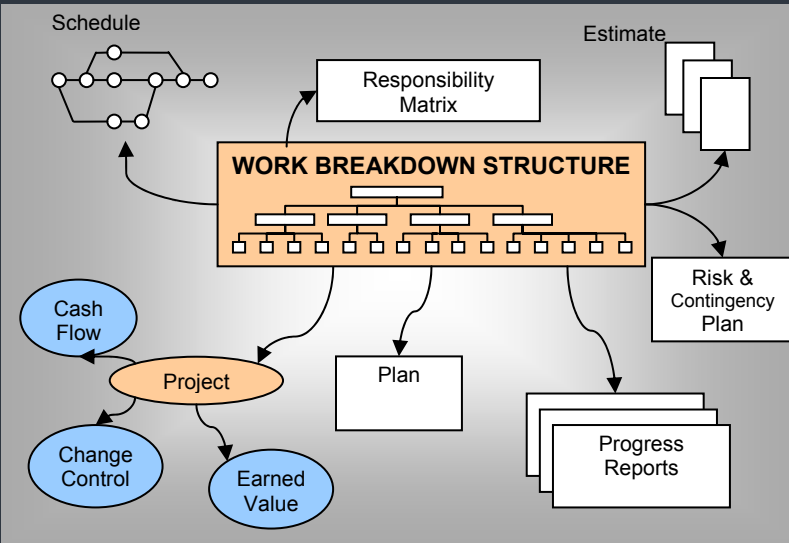 Schedule
Estimate
Responsibility
Matrix
WORK BREAKDOWN STRUCTURE
Risk &
Contingency
Plan
Cash
Flow
Project
Plan
Change
Control
Earned
Value
Progress
Reports